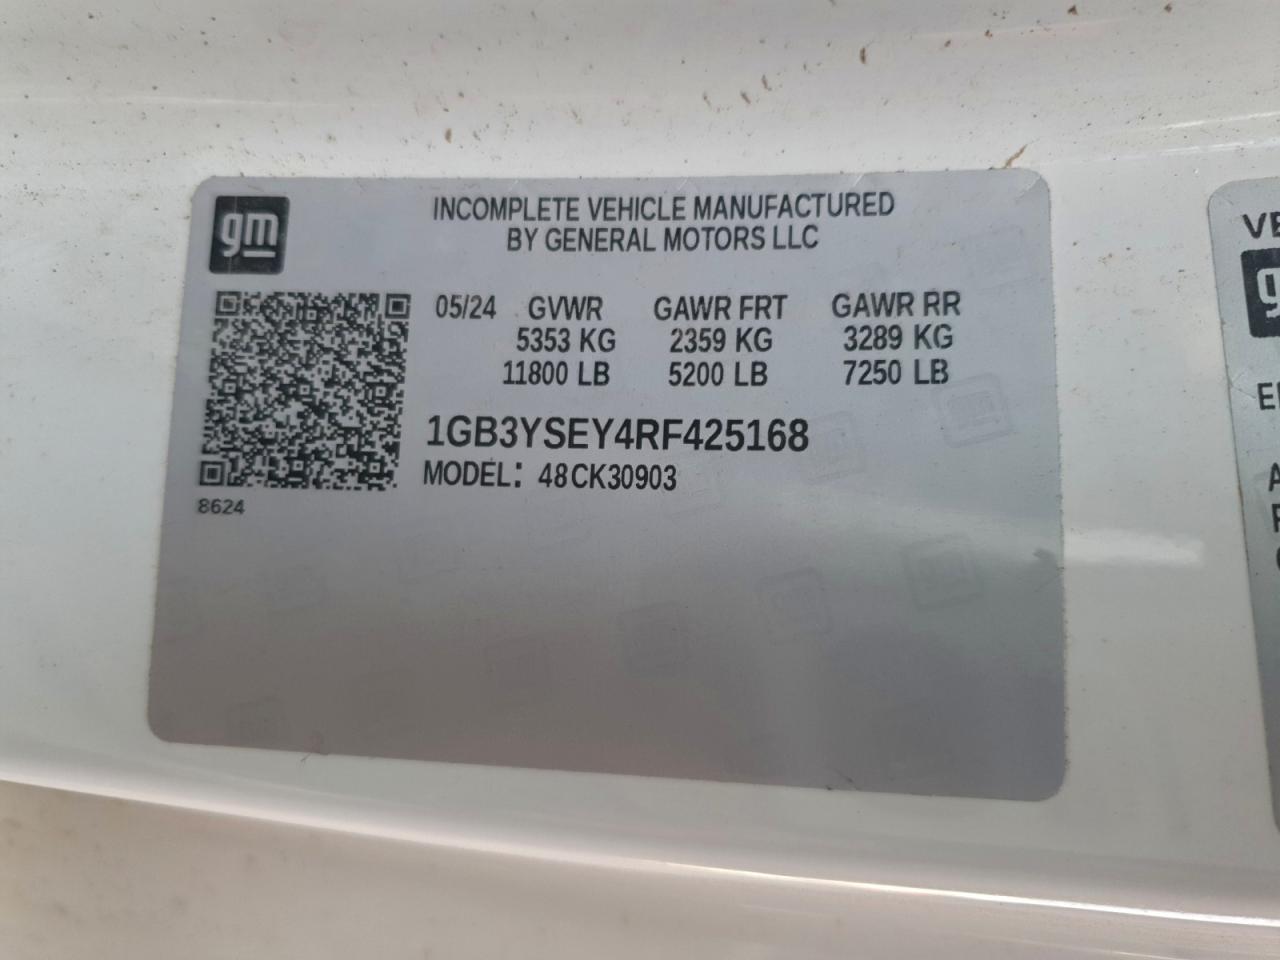 gm
INCOMPLETE VEHICLE MANUFACTURED
BY GENERAL MOTORS LLC
05/24 GVWR GAWR FRT GAWR RR
5353 KG 2359 KG 3289 KG
11800 LB 5200 LB 7250 LB
1GB3YSEY4RF425168
MODEL: 48CK30903
8624